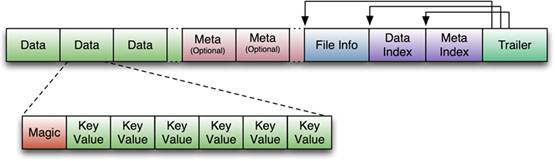 Data Data Data Meta (Optional) Meta (Optional) File Info Data Index Meta Index Trailer
Magic Key Value Key Value Key Value Key Value Key Value Key Value